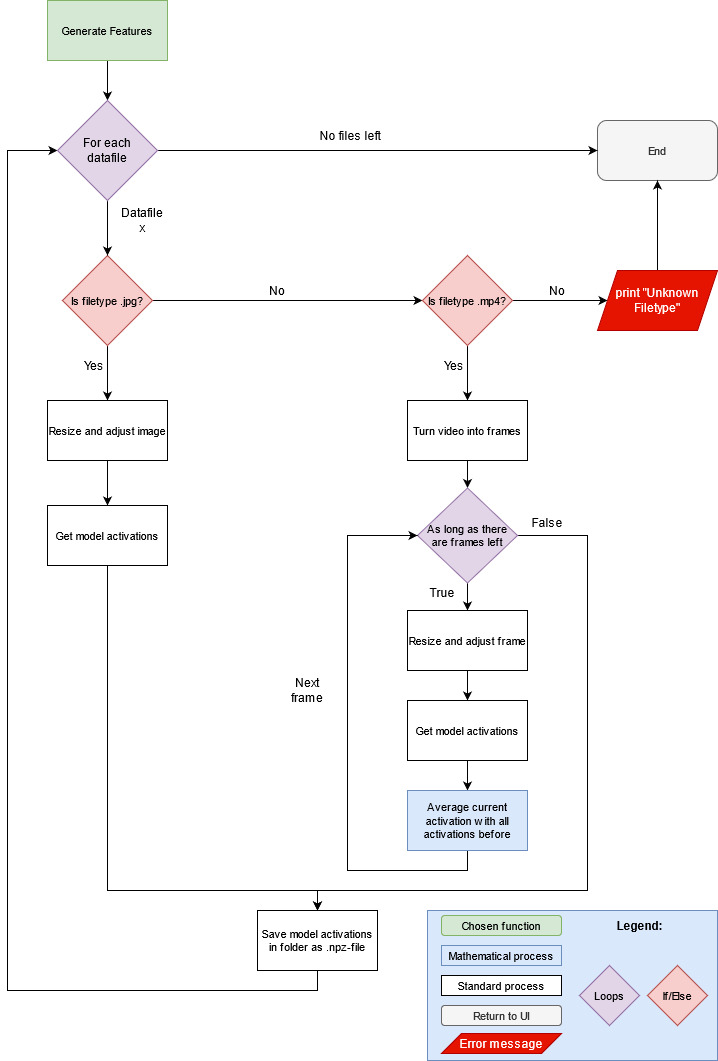 Generate Features
For each
datafile
No files left
End
Datafile
x
Is filetype .jpg?
No
Is filetype .mp4?
No
print "Unknown
Filetype"
Yes
Yes
Resize and adjust image
Turn video into frames
Get model activations
As long as there
are frames left
False
True
Resize and adjust frame
Next
frame
Get model activations
Average current
activation with all
activations before
Save model activations
in folder as .npz-file
Legend:
Chosen function
Mathematical process
Standard process
Return to UI
Error message
Loops
If/Else